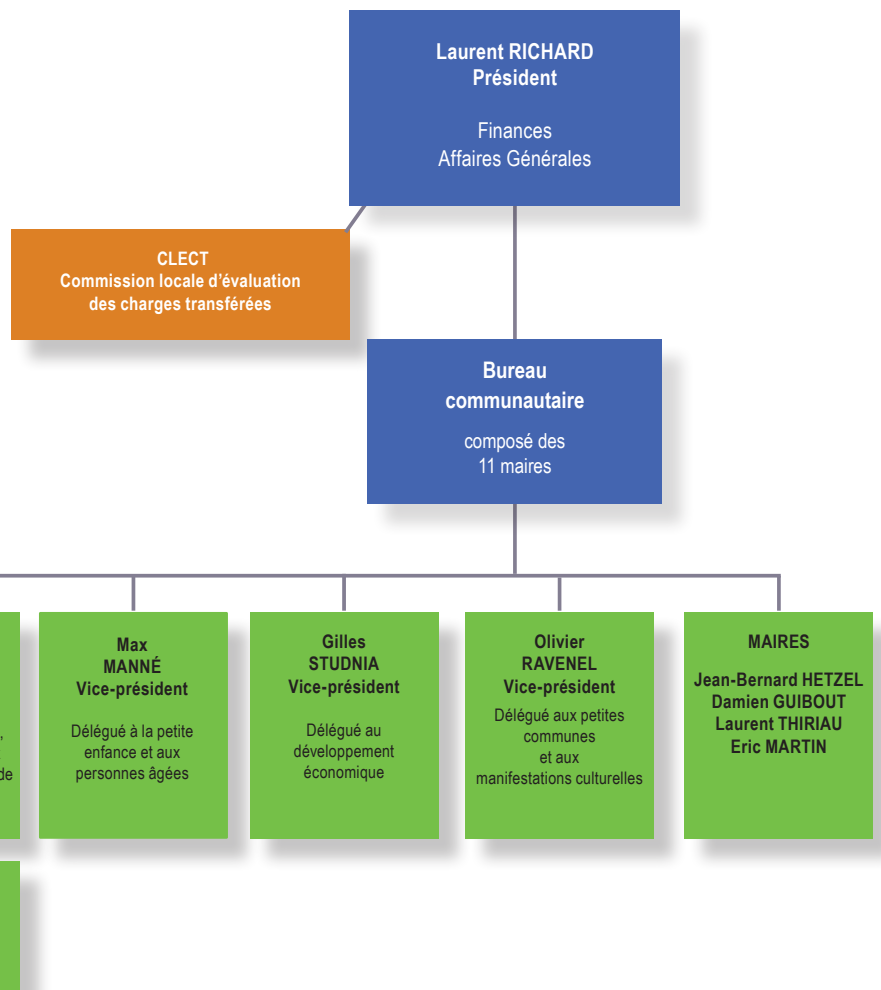 Laurent RICHARD
Président
Finances
Affaires Générales
CLECT
Commission locale d’évaluation
des charges transférées
Bureau
communautaire
composé des
11 maires
,
de
Max
MANNÉ
Vice-président
Délégué à la petite
enfance et aux
personnes âgées
Gilles
STUDNIA
Vice-président
Délégué au
développement
économique
Olivier
RAVENEL
Vice-président
Délégué aux petites
communes
et aux
manifestations culturelles
MAIRES
Jean-Bernard HETZEL
Damien GUIBOUT
Laurent THIRIAU
Eric MARTIN